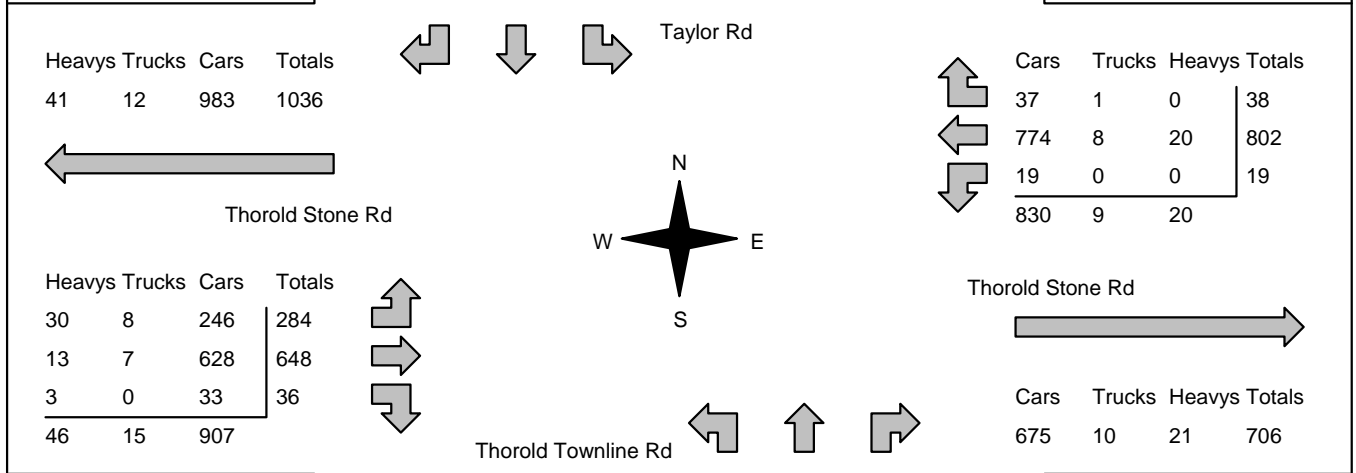 Taylor Rd
Heavys Trucks Cars Totals
41 12 983 1036
Thorold Stone Rd
Heavys Trucks Cars Totals
30 8 246 284
13 7 628 648
3 0 33 36
46 15 907
N
W E
S
Cars Trucks Heavys Totals
37 1 0 38
774 8 20 802
19 0 0 19
830 9 20
Thorold Stone Rd
Cars Trucks Heavys Totals
675 10 21 706
Thorold Townline Rd